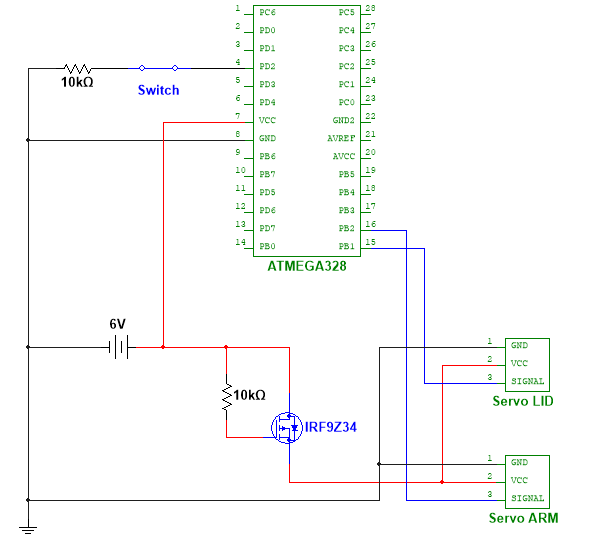 1 PC6 PC5 28
2 PD0 PC4 27
3 PD1 PC3 26
4 PD2 PC2 25
5 PD3 PC1 24
6 PD4 PC0 23
7 VCC GND2 22
8 GND AVREF 21
9 PB6 AVCC 20
10 PB7 PB5 19
11 PD5 PB4 18
12 PD6 PB3 17
13 PD7 PB2 16
14 PB0 PB1 15
ATMEGA328
10kΩ
Switch
6V
10kΩ
IRF9Z34
1 GND
2 VCC
3 SIGNAL
Servo LID
1 GND
2 VCC
3 SIGNAL
Servo ARM